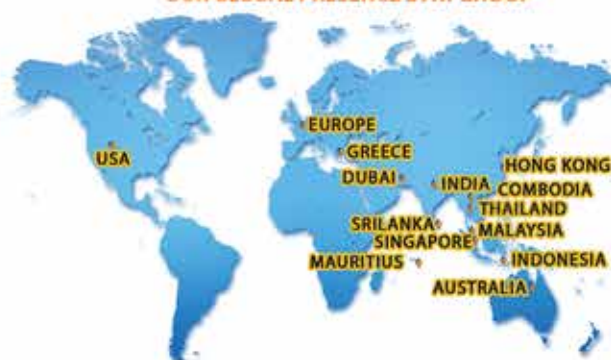 EUROPE
USA
GREECE
HONG KONG
DUBAI
INDIA
COMBODIA
THAILAND
SRILANKA
MALAYSIA
SINGAPORE
MAURITIUS
INDONESIA
AUSTRALIA